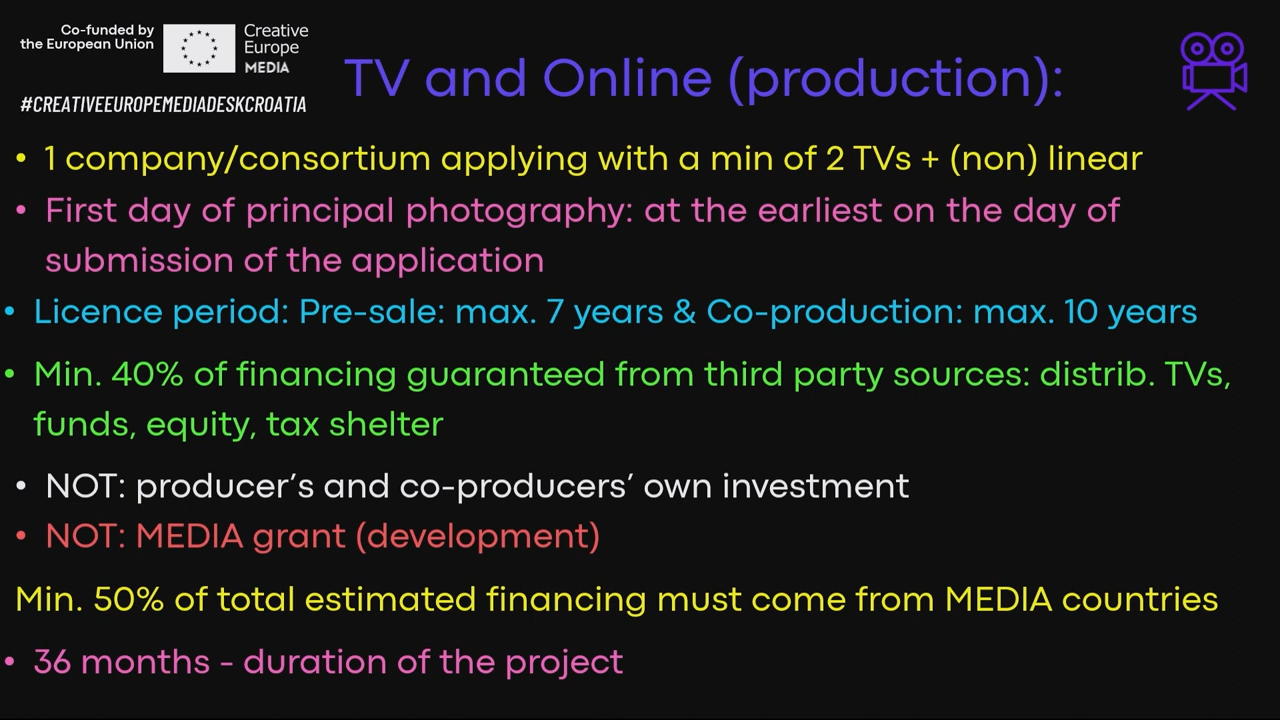 Co-funded by
the European Union
Creative
Europe
MEDIA
#CREATIVEEUROPEMEDIADESKCROATIA
TV and Online (production):
• 1 company/consortium applying with a min of 2 TVs + (non) linear
• First day of principal photography: at the earliest on the day of
submission of the application
• Licence period: Pre-sale: max. 7 years & Co-production: max. 10 years
• Min. 40% of financing guaranteed from third party sources: distrib. TVs,
funds, equity, tax shelter
• NOT: producer’s and co-producers’ own investment
• NOT: MEDIA grant (development)
Min. 50% of total estimated financing must come from MEDIA countries
• 36 months - duration of the project